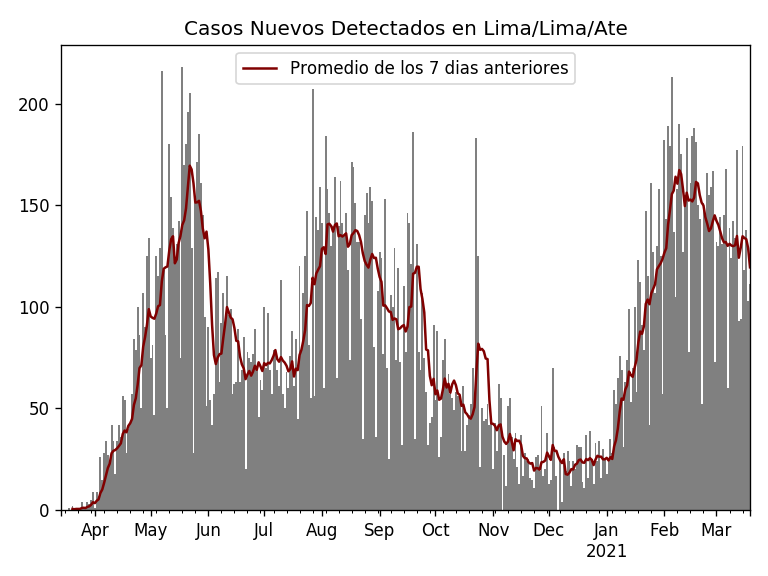 Casos Nuevos Detectados en Lima/Lima/Ate
Promedio de los 7 dias anteriores
200
150
100
50
0
Apr May Jun Jul Aug Sep Oct Nov Dec Jan Feb Mar
2021